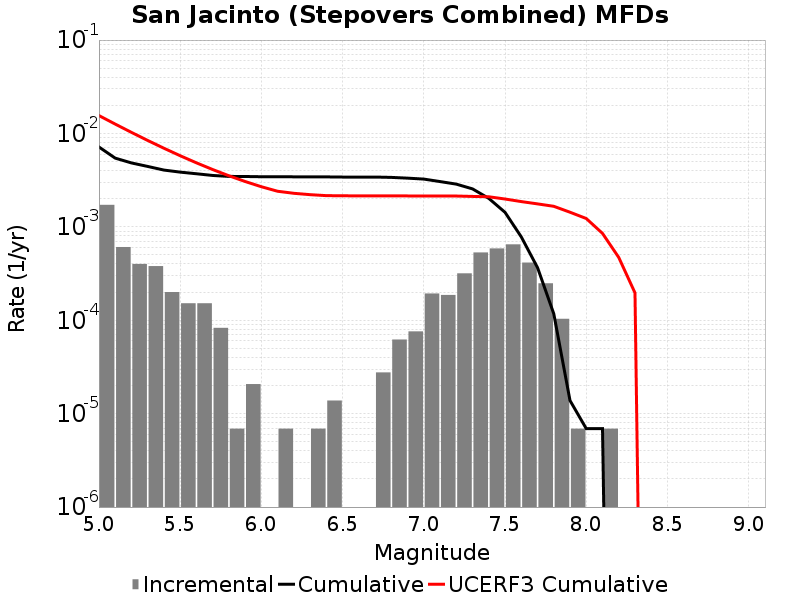 San Jacinto (Stepovers Combined) MFDs
10-1
10-2
10-3
10-4
10-5
10-6
Rate (1/yr)
5.0 5.5 6.0 6.5 7.0 7.5 8.0 8.5 9.0
Magnitude
Incremental Cumulative UCERF3 Cumulative